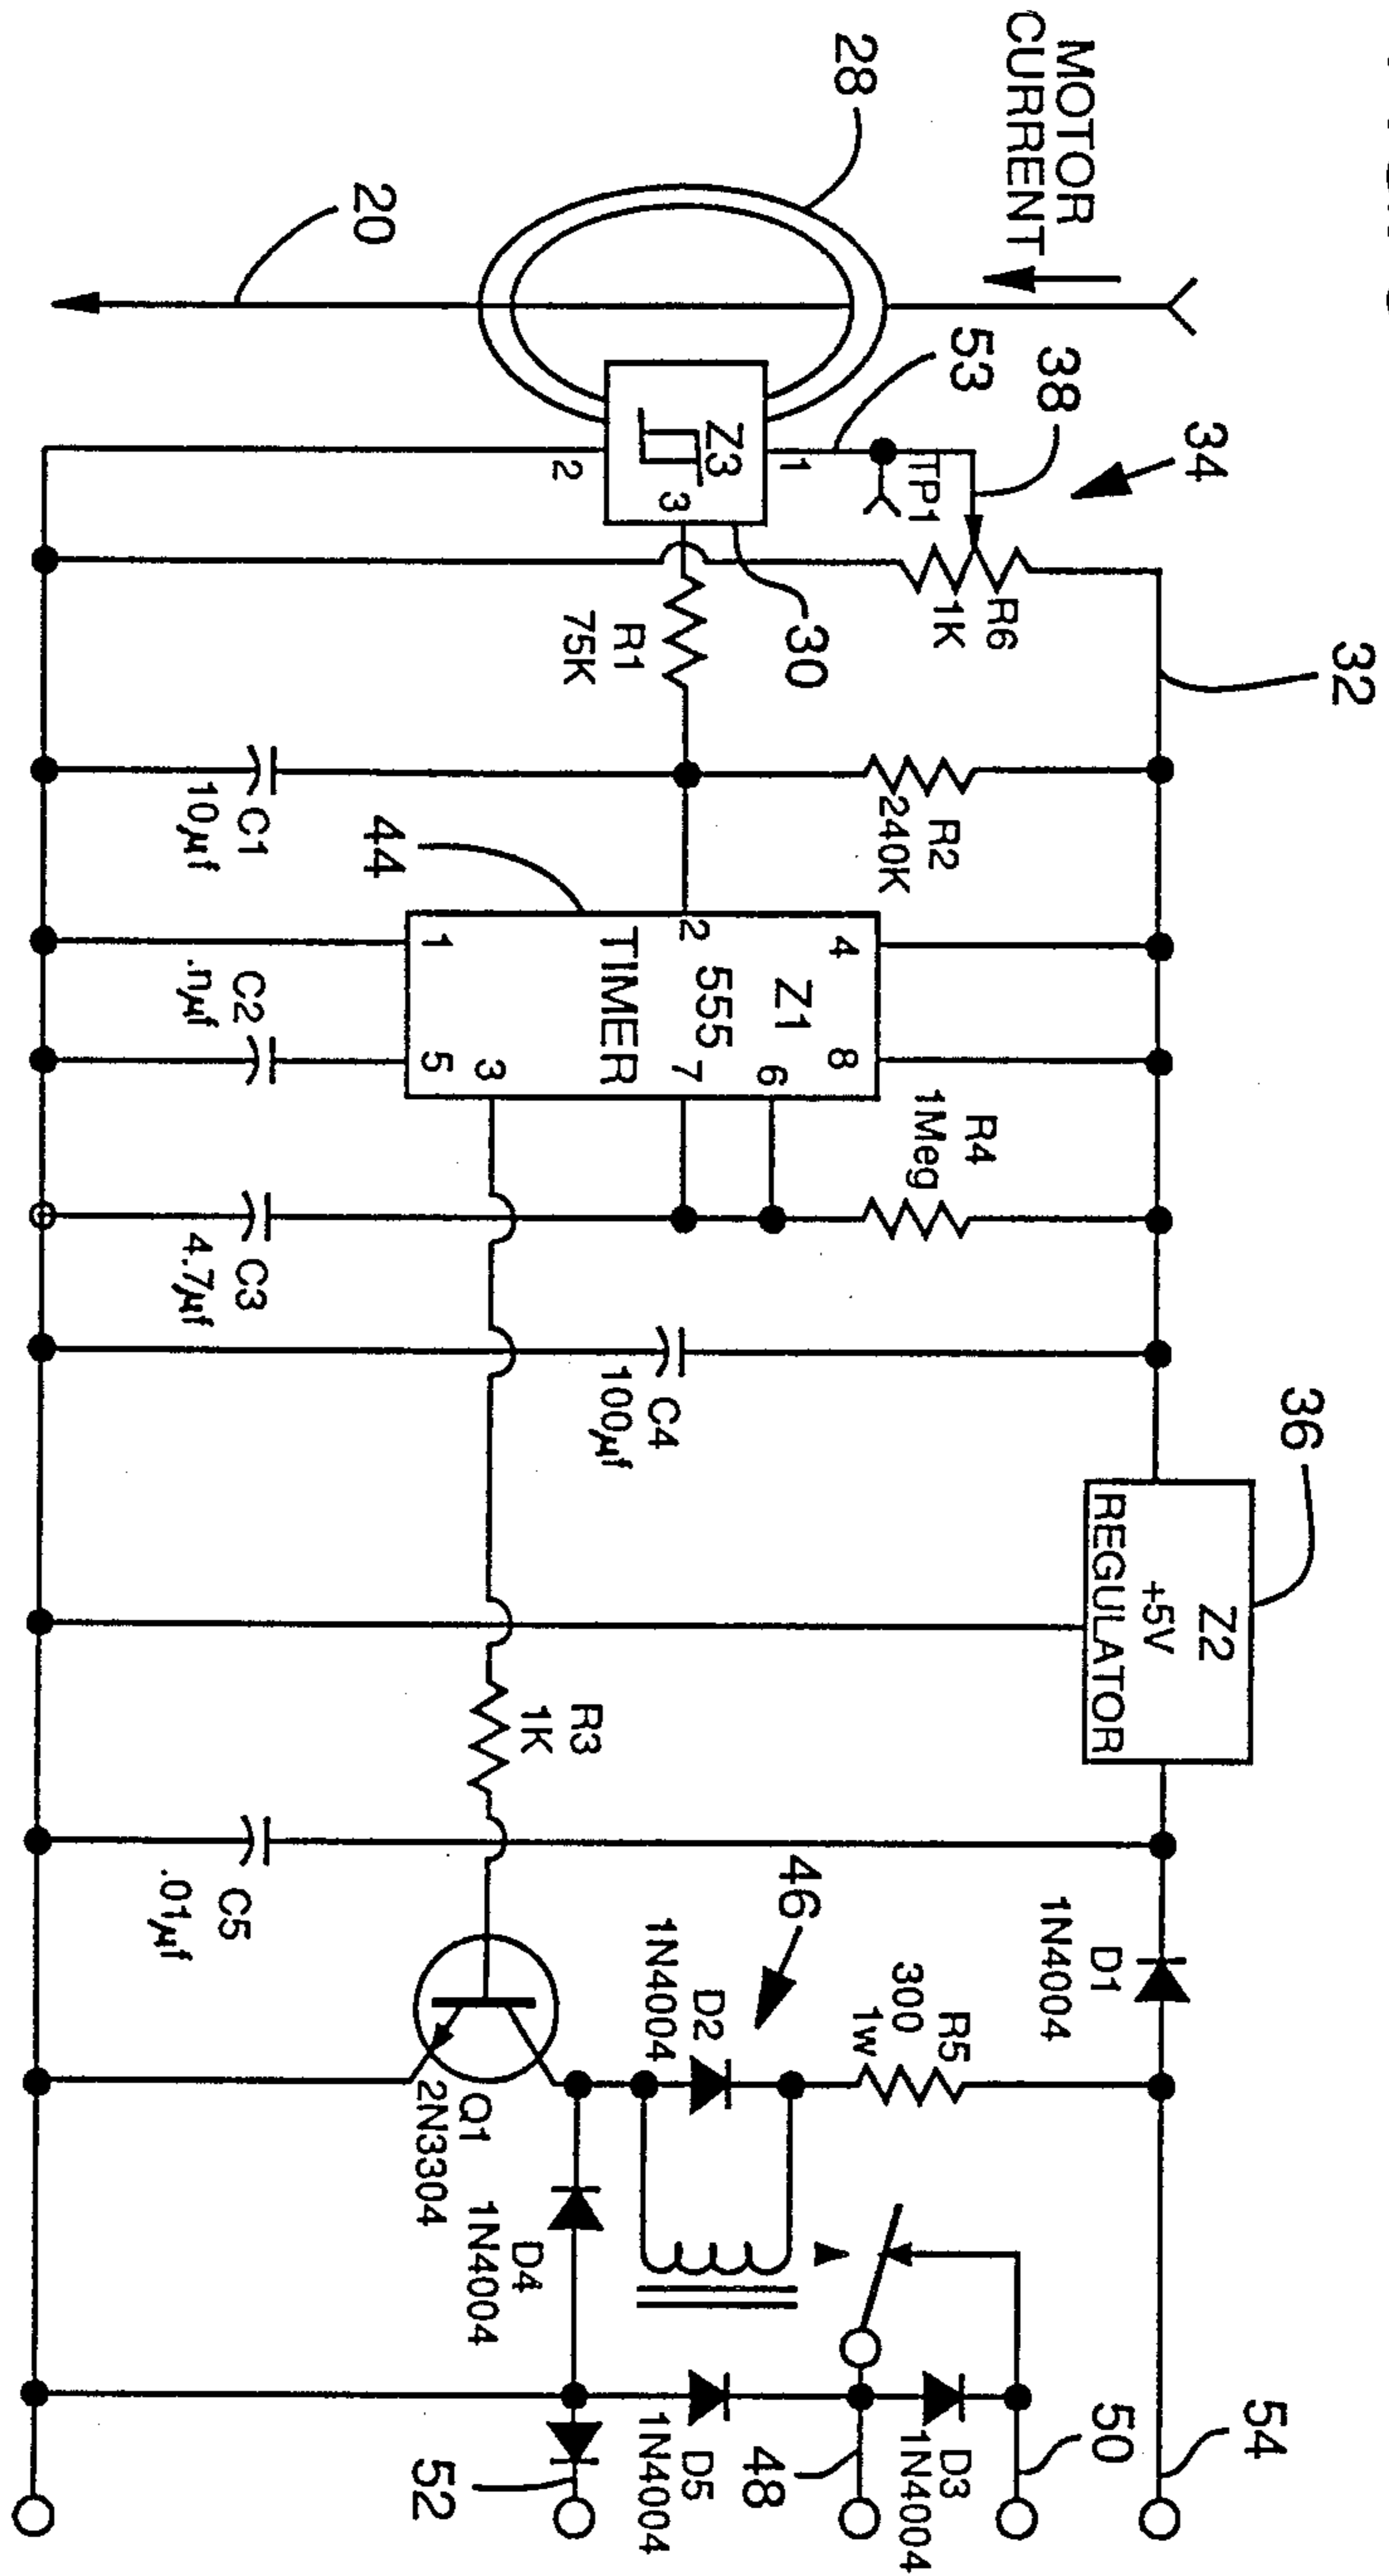 MOTOR
CURRENT
28
20
53
38
34
TP1
Z3
1
2
3
30
R6
1K
32
R1
75K
R2
240K
C1
10μf
44
Z1
555
TIMER
4
8
2
6
7
1
5
3
C2
R4
1Meg
C3
4.7μf
C4
100μf
36
Z2
+5V
REGULATOR
R3
1K
C5
.01μf
D1
1N4004
46
R5
300
1w
D2
1N4004
Q1
2N3304
D4
1N4004
D5
1N4004
D3
1N4004
54
50
48
52